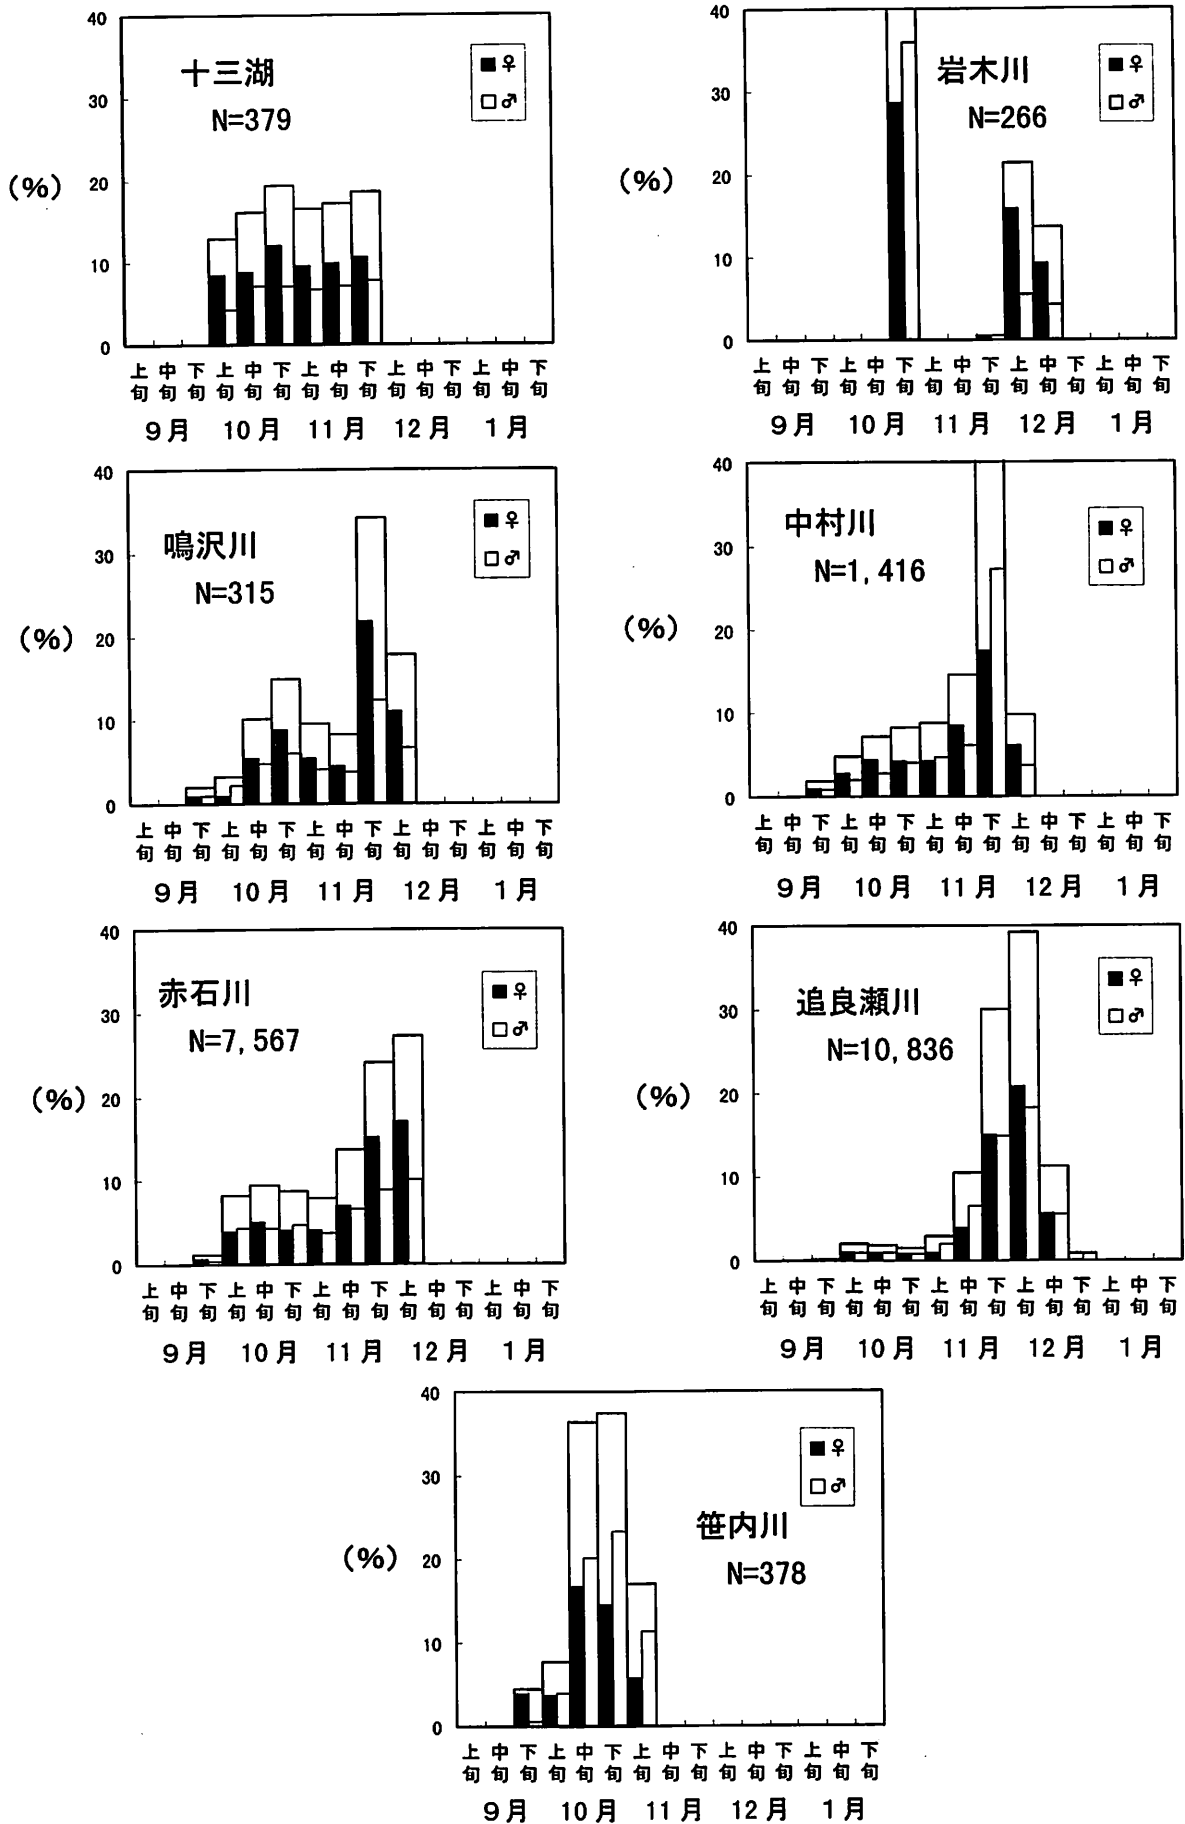 40
30
20
10
0
(%)
十三湖
N=379
♀
♂
上旬 中旬 下旬 上旬 中旬 下旬 上旬 中旬 下旬 上旬 中旬 下旬 上旬 中旬 下旬
9月 10月 11月 12月 1月
40
30
20
10
0
(%)
岩木川
N=266
♀
♂
上旬 中旬 下旬 上旬 中旬 下旬 上旬 中旬 下旬 上旬 中旬 下旬 上旬 中旬 下旬
9月 10月 11月 12月 1月
40
30
20
10
0
(%)
鳴沢川
N=315
♀
♂
上旬 中旬 下旬 上旬 中旬 下旬 上旬 中旬 下旬 上旬 中旬 下旬 上旬 中旬 下旬
9月 10月 11月 12月 1月
40
30
20
10
0
(%)
中村川
N=1,416
♀
♂
上旬 中旬 下旬 上旬 中旬 下旬 上旬 中旬 下旬 上旬 中旬 下旬 上旬 中旬 下旬
9月 10月 11月 12月 1月
40
30
20
10
0
(%)
赤石川
N=7,567
♀
♂
上旬 中旬 下旬 上旬 中旬 下旬 上旬 中旬 下旬 上旬 中旬 下旬 上旬 中旬 下旬
9月 10月 11月 12月 1月
40
30
20
10
0
(%)
追良瀬川
N=10,836
♀
♂
上旬 中旬 下旬 上旬 中旬 下旬 上旬 中旬 下旬 上旬 中旬 下旬 上旬 中旬 下旬
9月 10月 11月 12月 1月
40
30
20
10
0
(%)
笹内川
N=378
♀
♂
上旬 中旬 下旬 上旬 中旬 下旬 上旬 中旬 下旬 上旬 中旬 下旬 上旬 中旬 下旬
9月 10月 11月 12月 1月